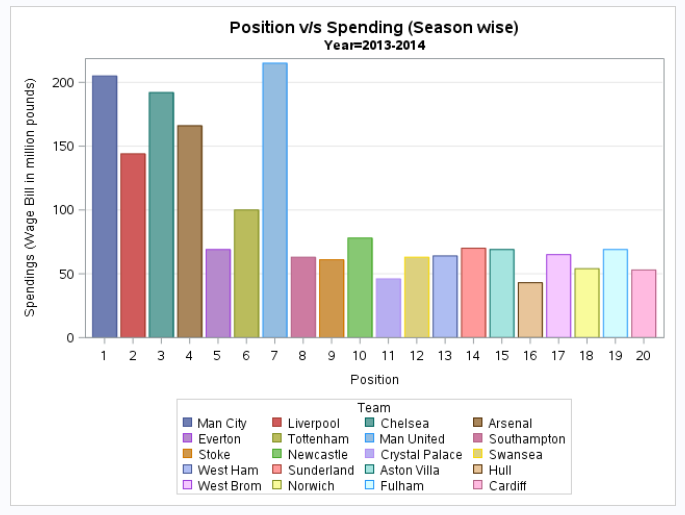 Position v/s Spending (Season wise)
Year=2013-2014
Spendings (Wage Bill in million pounds)
200
150
100
50
0
1 2 3 4 5 6 7 8 9 10 11 12 13 14 15 16 17 18 19 20
Position
Team
Man City Liverpool Chelsea Arsenal
Everton Tottenham Man United Southampton
Stoke Newcastle Crystal Palace Swansea
West Ham Sunderland Aston Villa Hull
West Brom Norwich Fulham Cardiff